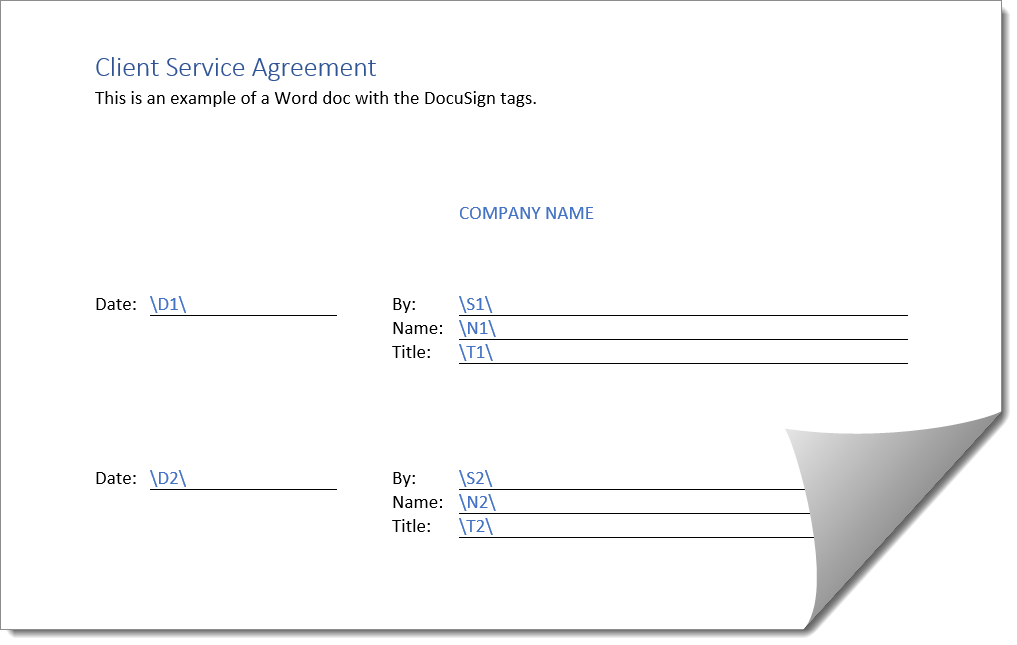 Client Service Agreement
This is an example of a Word doc with the DocuSign tags.
COMPANY NAME
Date: \D1\ By: \S1\
Name: \N1\
Title: \T1\
Date: \D2\ By: \S2\
Name: \N2\
Title: \T2\